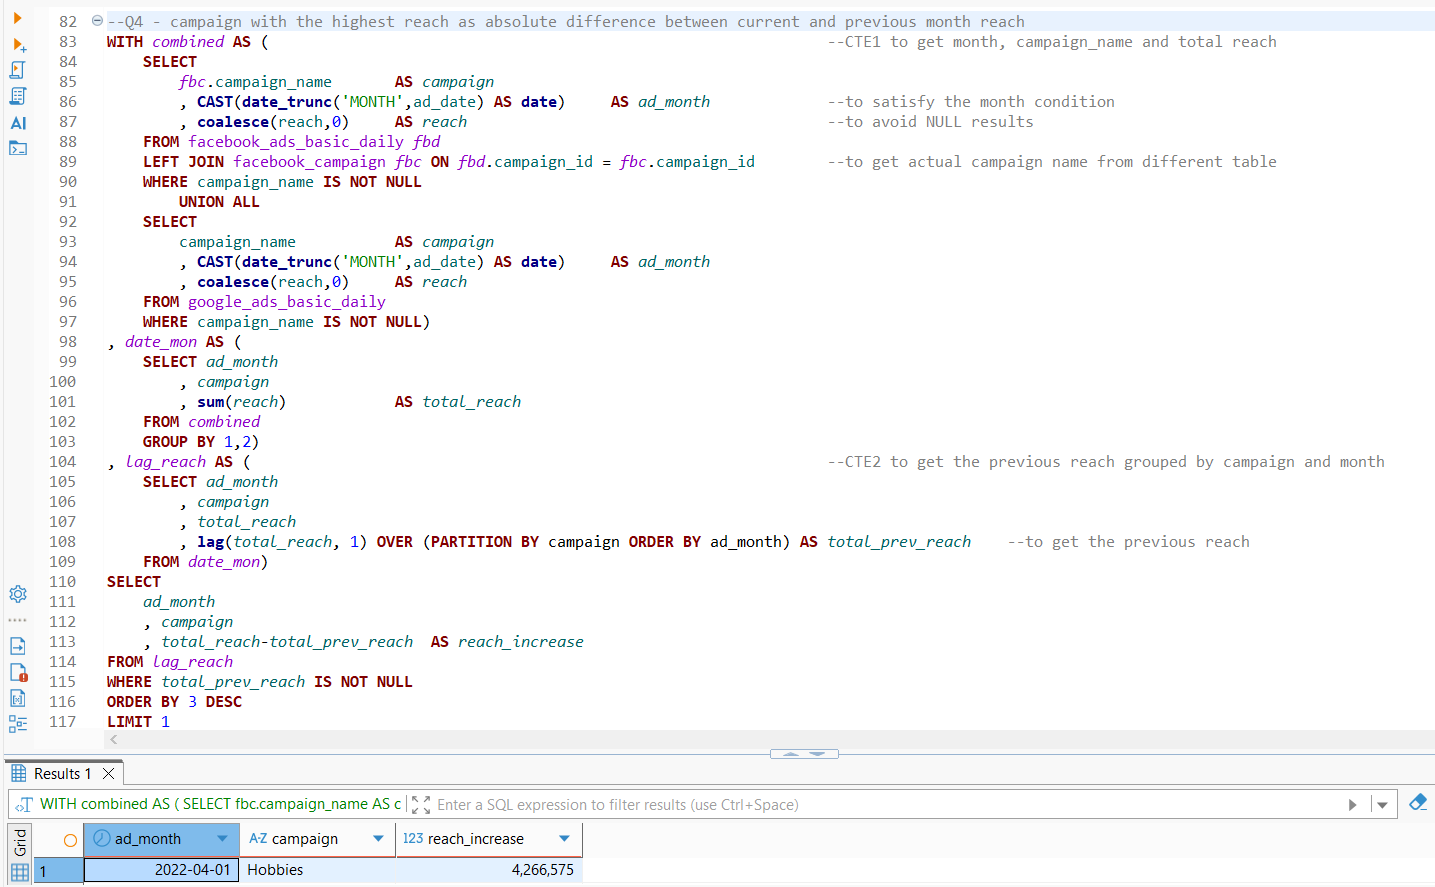 82 --Q4 - campaign with the highest reach as absolute difference between current and previous month reach
83 WITH combined AS ( --CTE1 to get month, campaign_name and total reach
84 SELECT
85 fbc.campaign_name AS campaign
86 , CAST(date_trunc('MONTH',ad_date) AS date) AS ad_month --to satisfy the month condition
87 , coalesce(reach,0) AS reach --to avoid NULL results
88 FROM facebook_ads_basic_daily fbd
89 LEFT JOIN facebook_campaign fbc ON fbd.campaign_id = fbc.campaign_id --to get actual campaign name from different table
90 WHERE campaign_name IS NOT NULL
91 UNION ALL
92 SELECT
93 campaign_name AS campaign
94 , CAST(date_trunc('MONTH',ad_date) AS date) AS ad_month
95 , coalesce(reach,0) AS reach
96 FROM google_ads_basic_daily
97 WHERE campaign_name IS NOT NULL)
98 , date_mon AS (
99 SELECT ad_month
100 , campaign
101 , sum(reach) AS total_reach
102 FROM combined
103 GROUP BY 1,2)
104 , lag_reach AS ( --CTE2 to get the previous reach grouped by campaign and month
105 SELECT ad_month
106 , campaign
107 , total_reach
108 , lag(total_reach, 1) OVER (PARTITION BY campaign ORDER BY ad_month) AS total_prev_reach --to get the previous reach
109 FROM date_mon)
110 SELECT
111 ad_month
112 , campaign
113 , total_reach-total_prev_reach AS reach_increase
114 FROM lag_reach
115 WHERE total_prev_reach IS NOT NULL
116 ORDER BY 3 DESC
117 LIMIT 1
AI
Results 1
WITH combined AS ( SELECT fbc.campaign_name AS c Enter a SQL expression to filter results (use Ctrl+Space)
Grid
ad_month A-Z campaign 123 reach_increase
1 2022-04-01 Hobbies 4,266,575